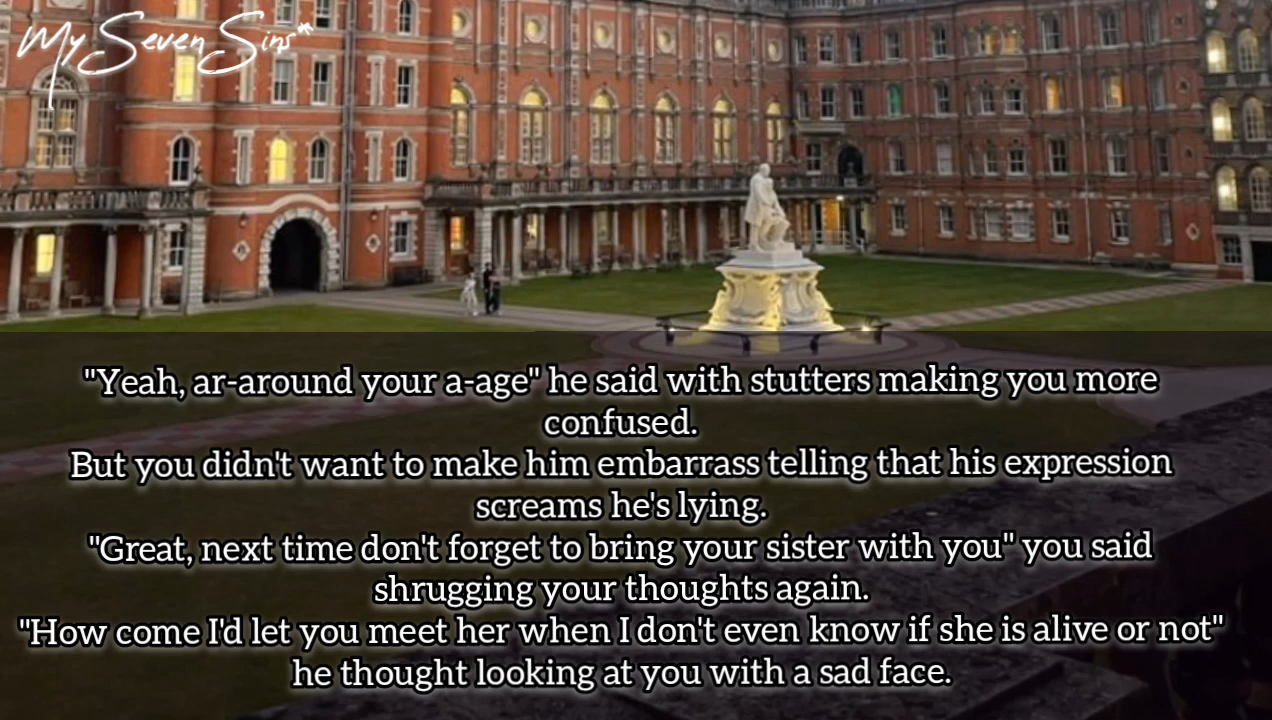 My Seven Sins*
"Yeah, ar-around your a-age" he said with stutters making you more
confused.
But you didn't want to make him embarrass telling that his expression
screams he's lying.
"Great, next time don't forget to bring your sister with you" you said
shrugging your thoughts again.
"How come I'd let you meet her when I don't even know if she is alive or not"
he thought looking at you with a sad face.